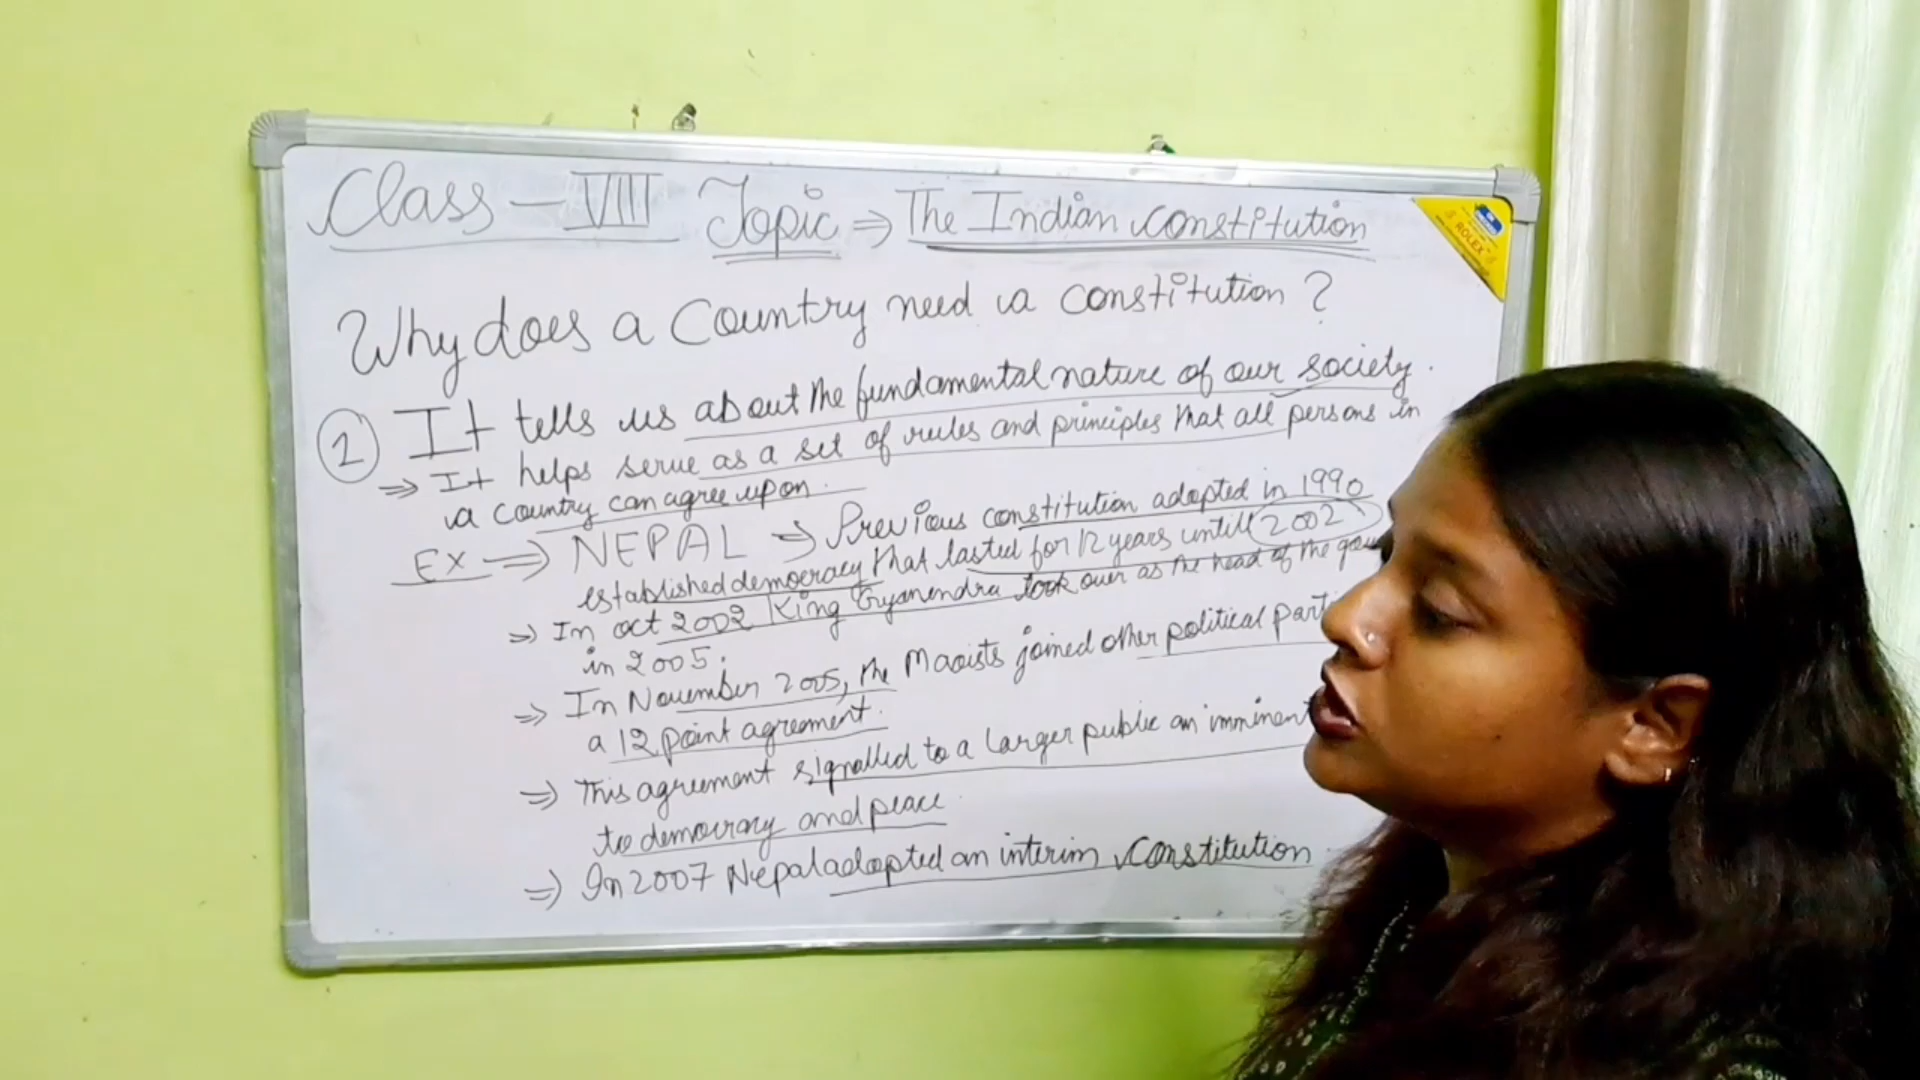 Class - VIII Topic ⇒ The Indian constitution
Why does a Country need a constitution ?
2 It tells us about the fundamental nature of our society.
⇒ It helps serve as a set of rules and principles that all persons in
a country can agree upon.
EX ⇒ NEPAL → Previous constitution adopted in 1990
established democracy that lasted for 12 years untill 2002
⇒ In oct 2002 King Gyanendra took over as the head of the gov
in 2005.
⇒ In November 2005, the Maoists joined other political parti
a 12 point agreement.
⇒ This agreement signalled to a larger public an imminent
to democracy and peace.
⇒ In 2007 Nepal adopted an interim constitution.
ROLEX